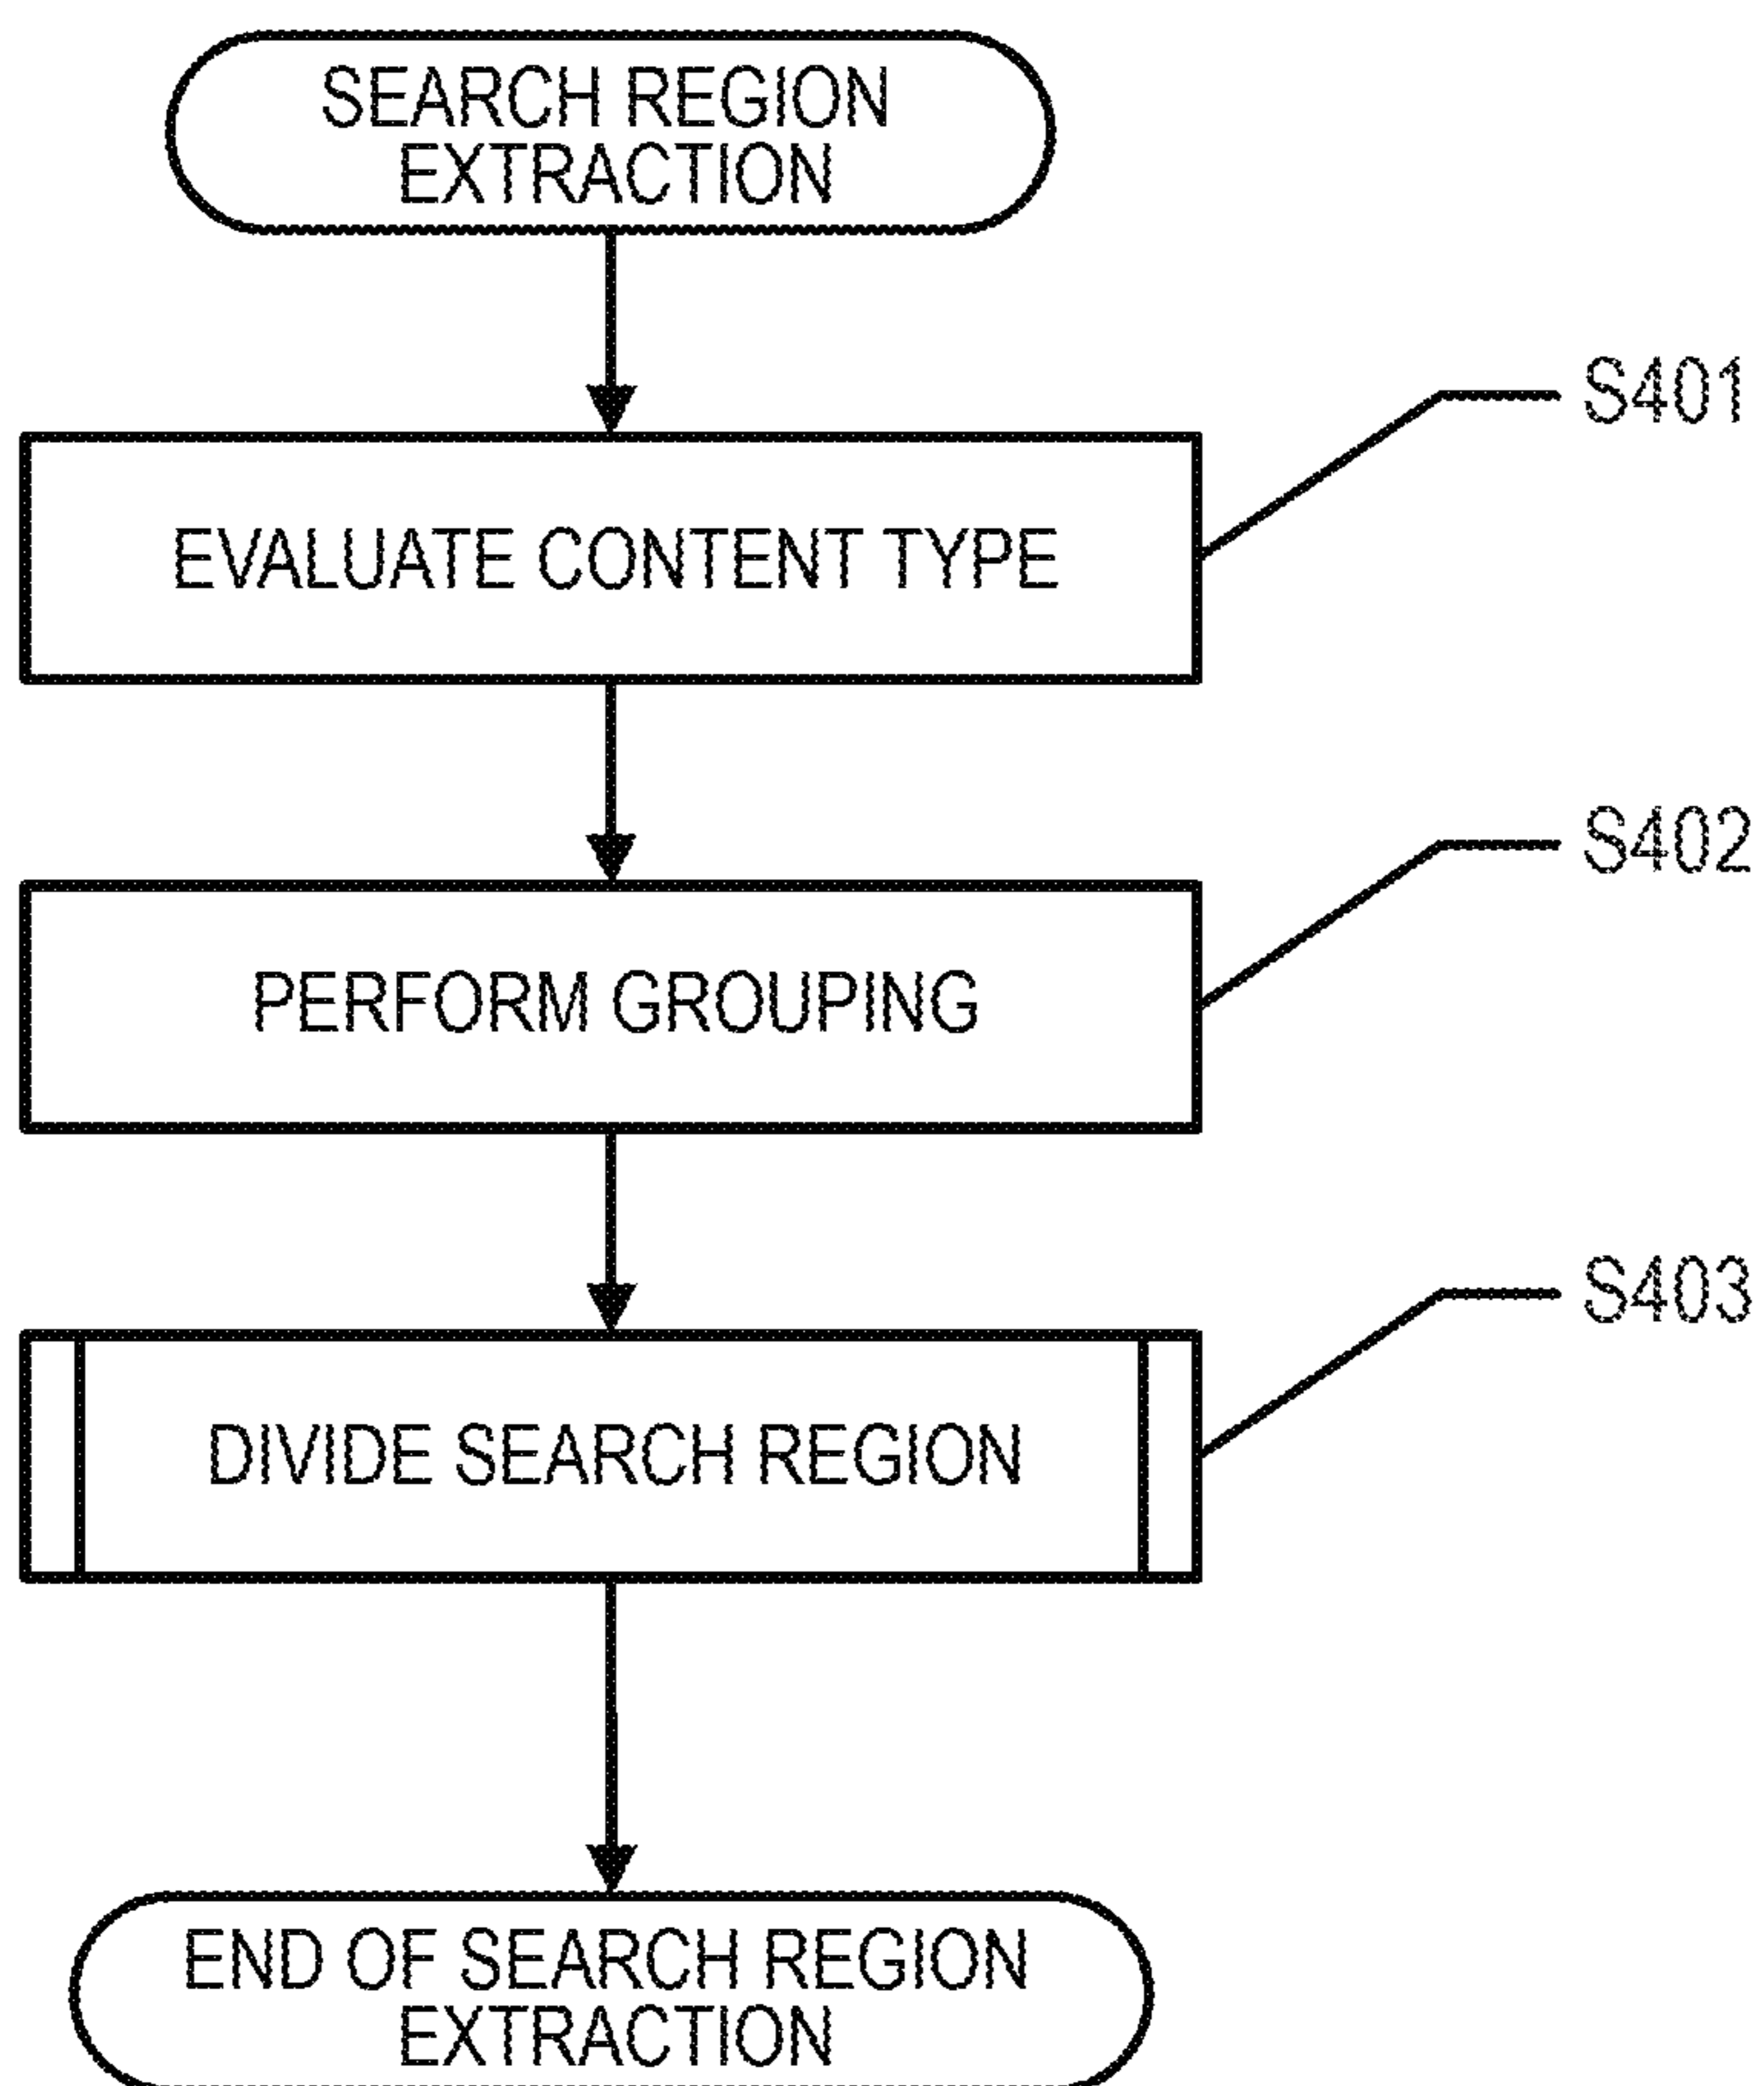 SEARCH REGION
EXTRACTION
S401
EVALUATE CONTENT TYPE
S402
PERFORM GROUPING
S403
DIVIDE SEARCH REGION
END OF SEARCH REGION
EXTRACTION